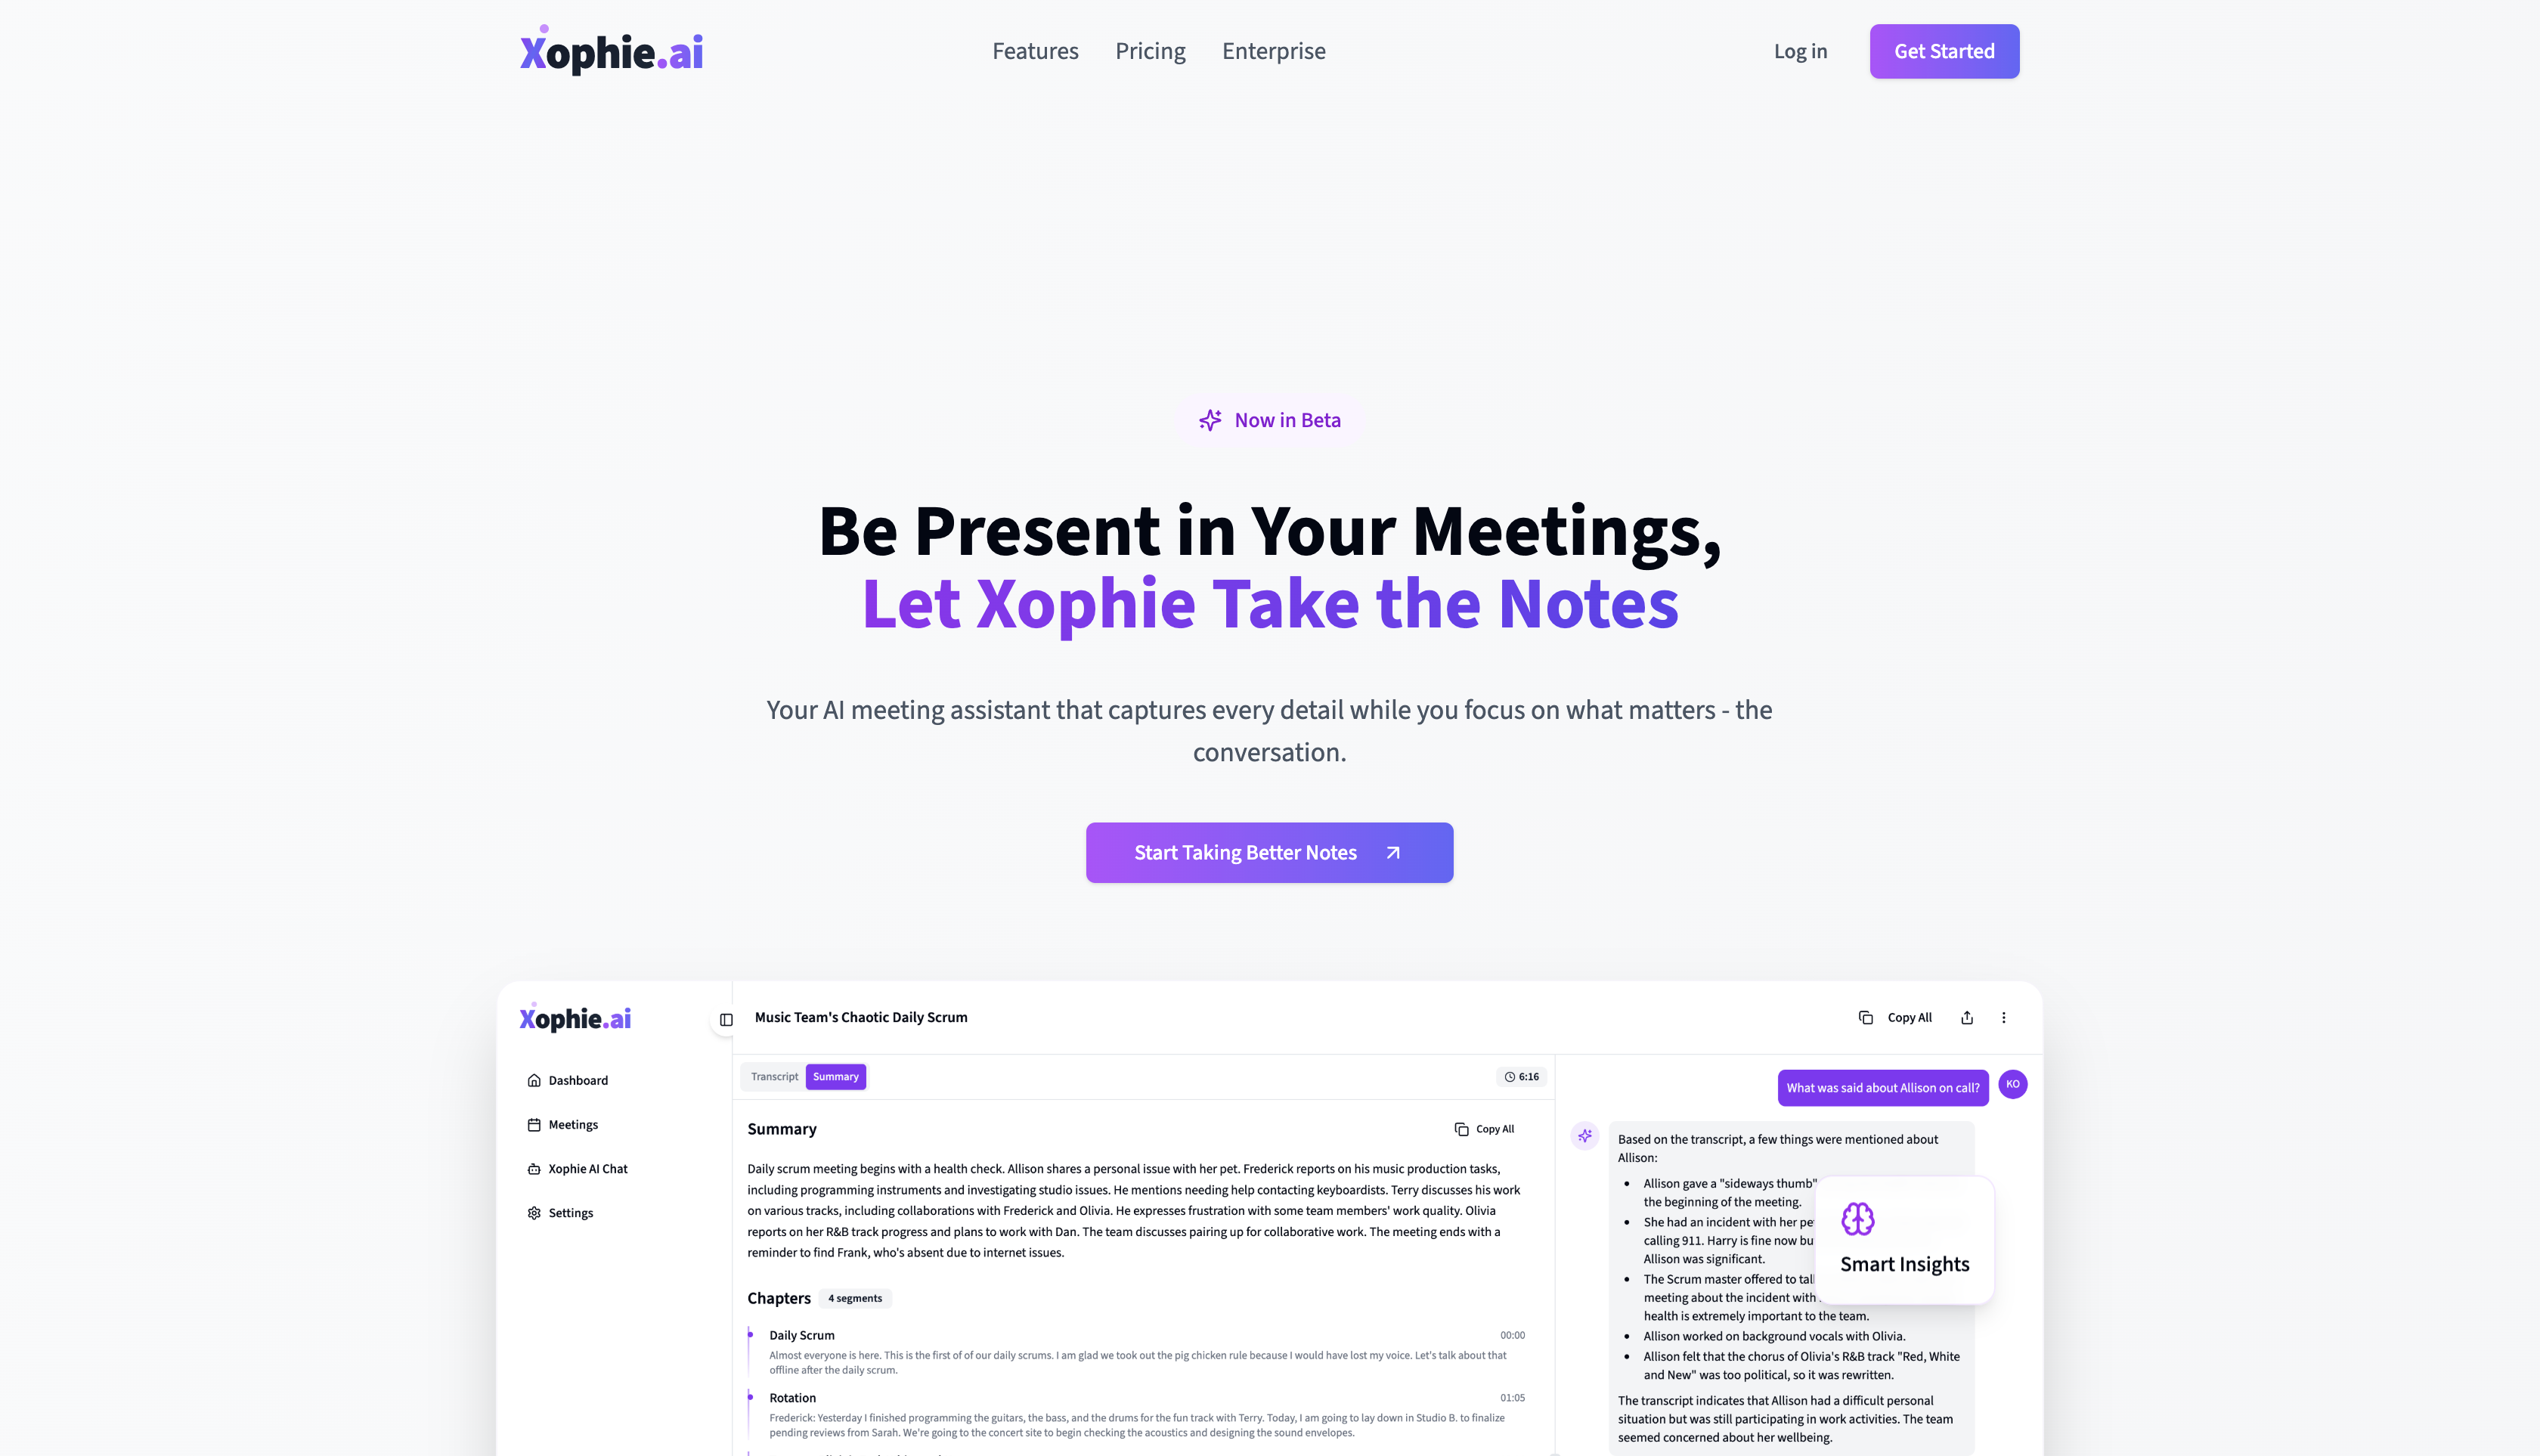 Xophie.ai
Features
Pricing
Enterprise
Log in
Get Started
Now in Beta
Be Present in Your Meetings,
Let Xophie Take the Notes
Your AI meeting assistant that captures every detail while you focus on what matters - the
conversation.
Start Taking Better Notes
Xophie.ai
Dashboard
Meetings
Xophie AI Chat
Settings
Music Team's Chaotic Daily Scrum
Copy All
Transcript
Summary
6:16
Summary
Copy All
Daily scrum meeting begins with a health check. Allison shares a personal issue with her pet. Frederick reports on his music production tasks,
including programming instruments and investigating studio issues. He mentions needing help contacting keyboardists. Terry discusses his work
on various tracks, including collaborations with Frederick and Olivia. He expresses frustration with some team members' work quality. Olivia
reports on her R&B track progress and plans to work with Dan. The team discusses pairing up for collaborative work. The meeting ends with a
reminder to find Frank, who's absent due to internet issues.
Chapters
4 segments
Daily Scrum
00:00
Almost everyone is here. This is the first of of our daily scrums. I am glad we took out the pig chicken rule because I would have lost my voice. Let's talk about that
offline after the daily scrum.
Rotation
01:05
Frederick: Yesterday I finished programming the guitars, the bass, and the drums for the fun track with Terry. Today, I am going to lay down in Studio B. to finalize
pending reviews from Sarah. We're going to the concert site to begin checking the acoustics and designing the sound envelopes.
What was said about Allison on call?
KO
Based on the transcript, a few things were mentioned about
Allison:
Allison gave a "sideways thumb"
the beginning of the meeting.
She had an incident with her
calling 911. Harry is fine now
Allison was significant.
The Scrum master offered to
meeting about the incident with
health is extremely important to the team.
Allison worked on background vocals with Olivia.
Allison felt that the chorus of Olivia's R&B track "Red, White
and New" was too political, so it was rewritten.
The transcript indicates that Allison had a difficult personal
situation but was still participating in work activities. The team
seemed concerned about her wellbeing.
Smart Insights